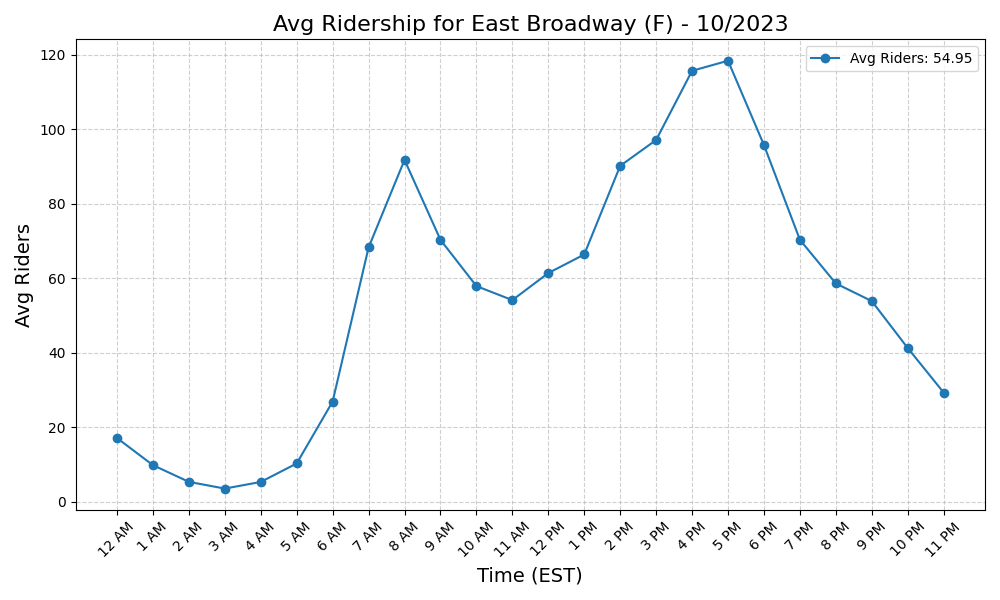 Avg Ridership for East Broadway (F) - 10/2023
Avg Riders: 54.95
Avg Riders
120
100
80
60
40
20
0
12 AM
1 AM
2 AM
3 AM
4 AM
5 AM
6 AM
7 AM
8 AM
9 AM
10 AM
11 AM
12 PM
1 PM
2 PM
3 PM
4 PM
5 PM
6 PM
7 PM
8 PM
9 PM
10 PM
11 PM
Time (EST)